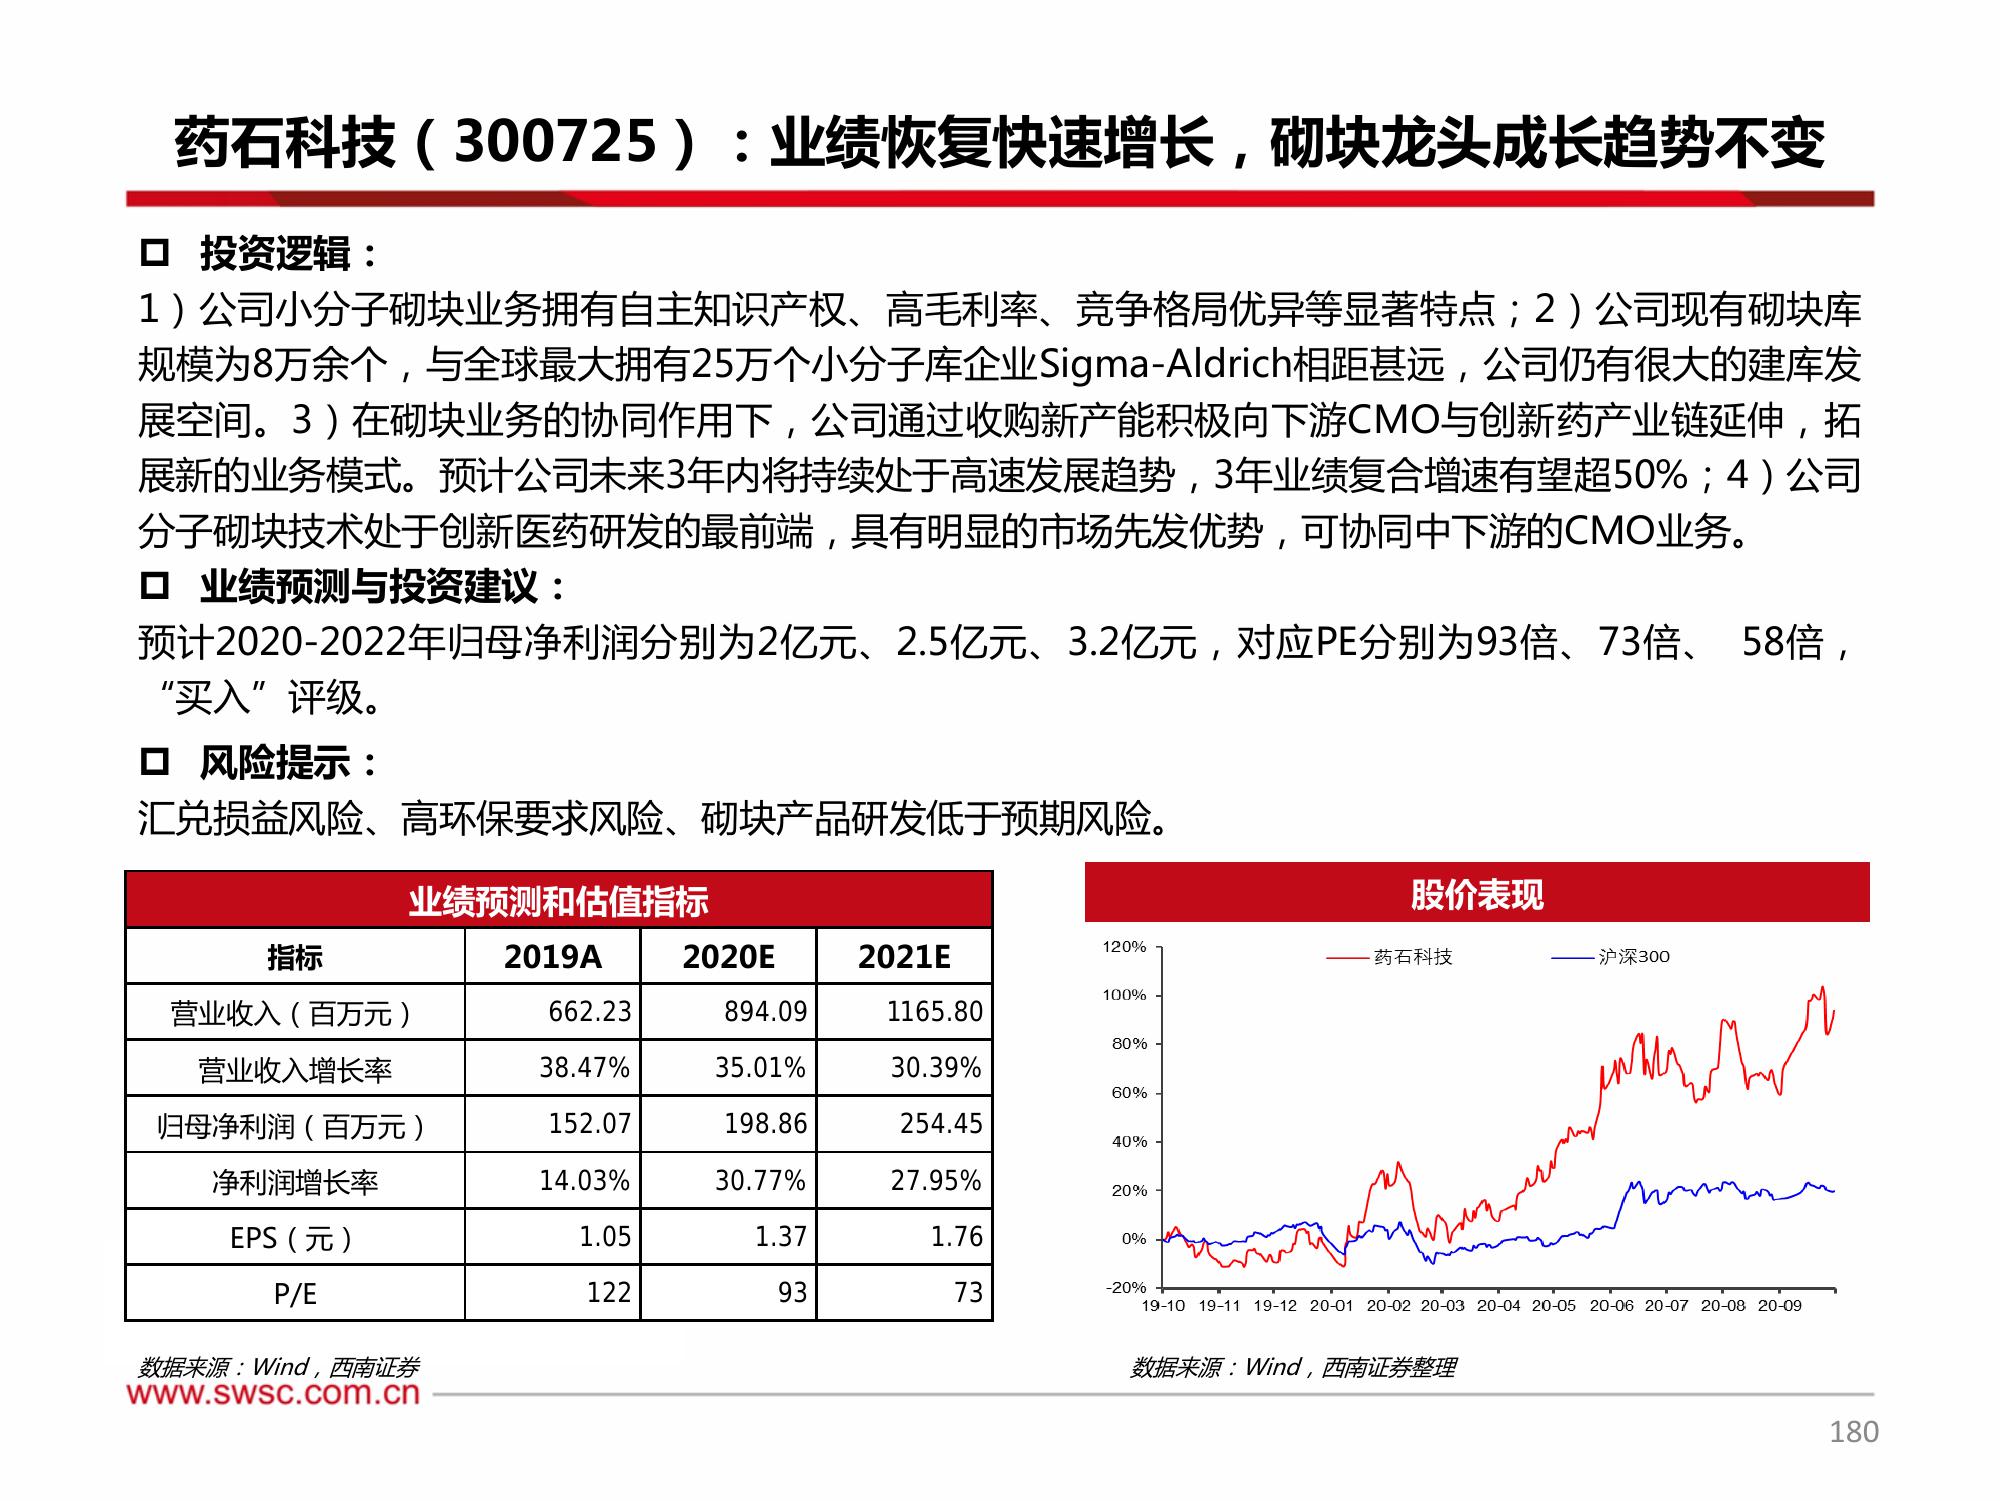 药石科技（300725）：业绩恢复快速增长，砌块龙头成长趋势不变
投资逻辑：
1）公司小分子砌块业务拥有自主知识产权、高毛利率、竞争格局优异等显著特点；2）公司现有砌块库
规模为8万余个，与全球最大拥有25万个小分子库企业Sigma-Aldrich相距甚远，公司仍有很大的建库发
展空间。3）在砌块业务的协同作用下，公司通过收购新产能积极向下游CMO与创新药产业链延伸，拓
展新的业务模式。预计公司未来3年内将持续处于高速发展趋势，3年业绩复合增速有望超50%；4）公司
分子砌块技术处于创新医药研发的最前端，具有明显的市场先发优势，可协同中下游的CMO业务。
业绩预测与投资建议：
预计2020-2022年归母净利润分别为2亿元、2.5亿元、3.2亿元，对应PE分别为93倍、73倍、 58倍，
“买入”评级。
风险提示：
汇兑损益风险、高环保要求风险、砌块产品研发低于预期风险。
业绩预测和估值指标
指标 2019A 2020E 2021E
营业收入（百万元） 662.23 894.09 1165.80
营业收入增长率 38.47% 35.01% 30.39%
归母净利润（百万元） 152.07 198.86 254.45
净利润增长率 14.03% 30.77% 27.95%
EPS（元） 1.05 1.37 1.76
P/E 122 93 73
数据来源：Wind，西南证券
股价表现
药石科技 沪深300
120%
100%
80%
60%
40%
20%
0%
-20%
19-10 19-11 19-12 20-01 20-02 20-03 20-04 20-05 20-06 20-07 20-08 20-09
数据来源：Wind，西南证券整理
www.swsc.com.cn
180